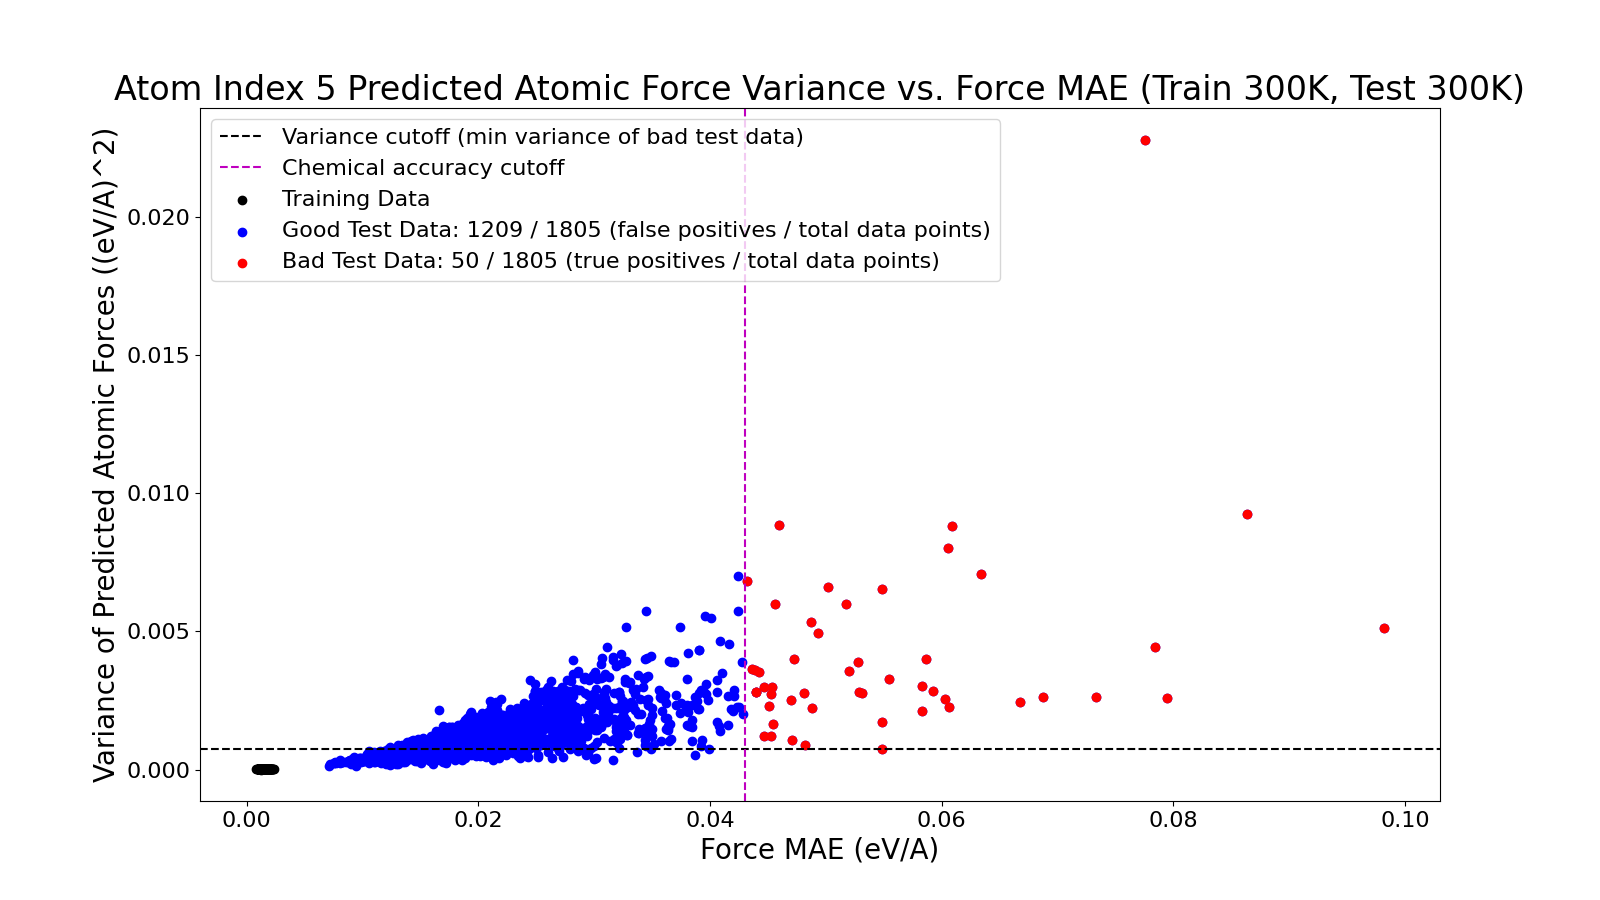 Atom Index 5 Predicted Atomic Force Variance vs. Force MAE (Train 300K, Test 300K)
Variance cutoff (min variance of bad test data)
Chemical accuracy cutoff
Training Data
Good Test Data: 1209 / 1805 (false positives / total data points)
Bad Test Data: 50 / 1805 (true positives / total data points)
Variance of Predicted Atomic Forces ((eV/A)^2)
0.020
0.015
0.010
0.005
0.000
0.00
0.02
0.04
0.06
0.08
0.10
Force MAE (eV/A)